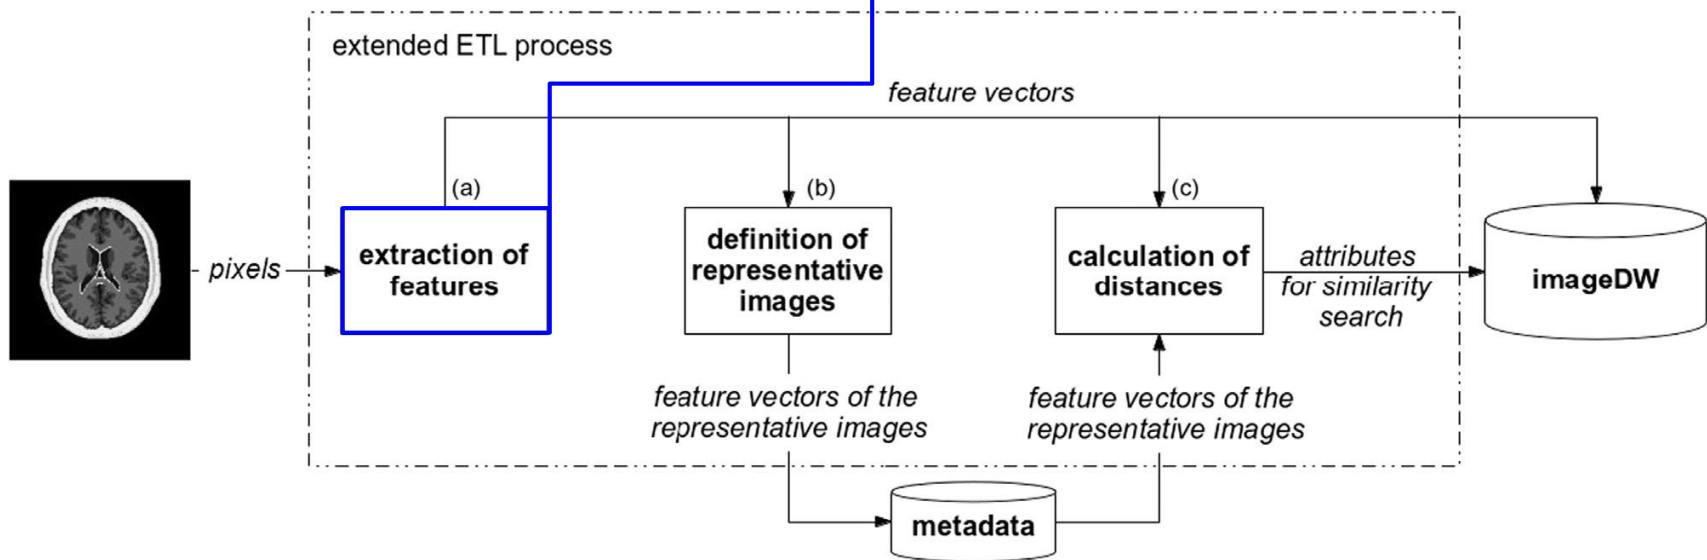 extended ETL process
feature vectors
(a)
(b)
(c)
pixels
extraction of
features
definition of
representative
images
calculation of
distances
attributes
for similarity
search
imageDW
feature vectors of the
representative images
feature vectors of the
representative images
metadata